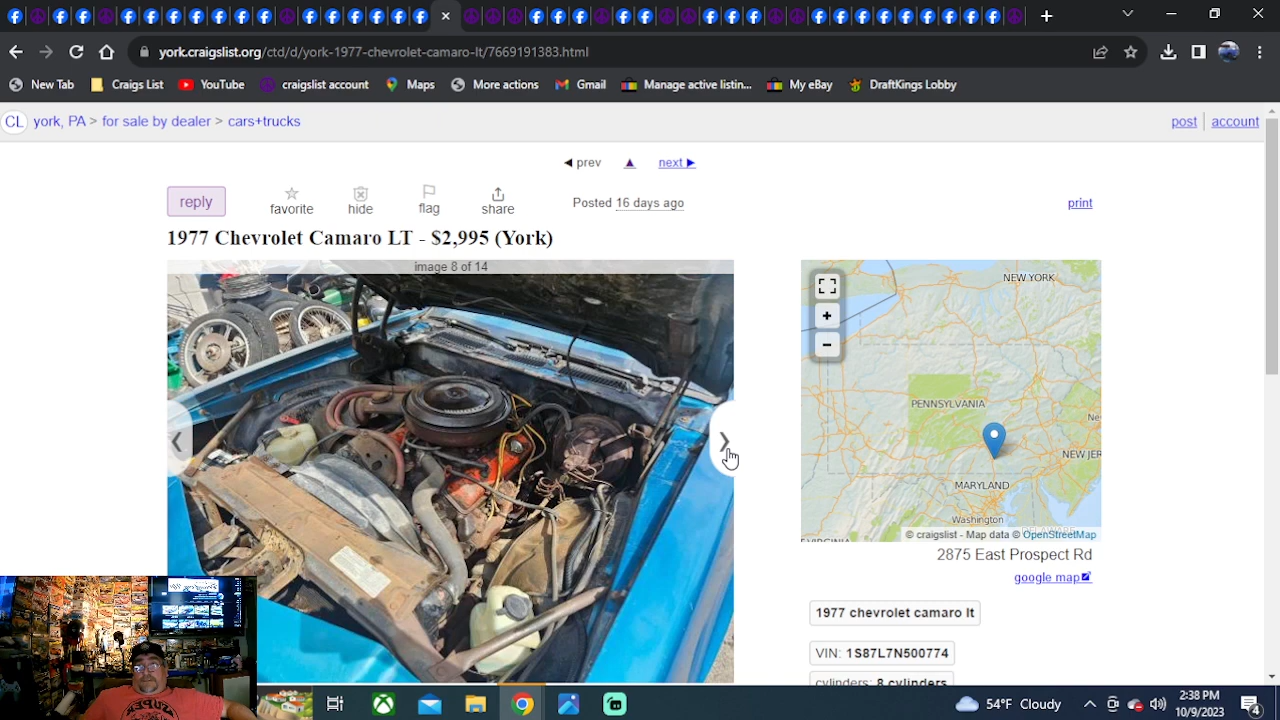 york.craigslist.org/ctd/d/york-1977-chevrolet-camaro-lt/7669191383.html
New Tab Craigs List YouTube craigslist account Maps More actions Gmail Manage active listin... My eBay DraftKings Lobby
CL york, PA > for sale by dealer > cars+trucks post account
◀ prev ▲ next ▶
reply favorite hide flag share Posted 16 days ago print
1977 Chevrolet Camaro LT - $2,995 (York)
image 8 of 14
NEW YORK
+
-
PENNSYLVANIA
NEW JER
MARYLAND
Washington
DELAWARE
© craigslist - Map data © OpenStreetMap
2875 East Prospect Rd
google map
1977 chevrolet camaro lt
VIN: 1S87L7N500774
cylinders: 8 cylinders
54°F Cloudy
2:38 PM
10/9/2023
4